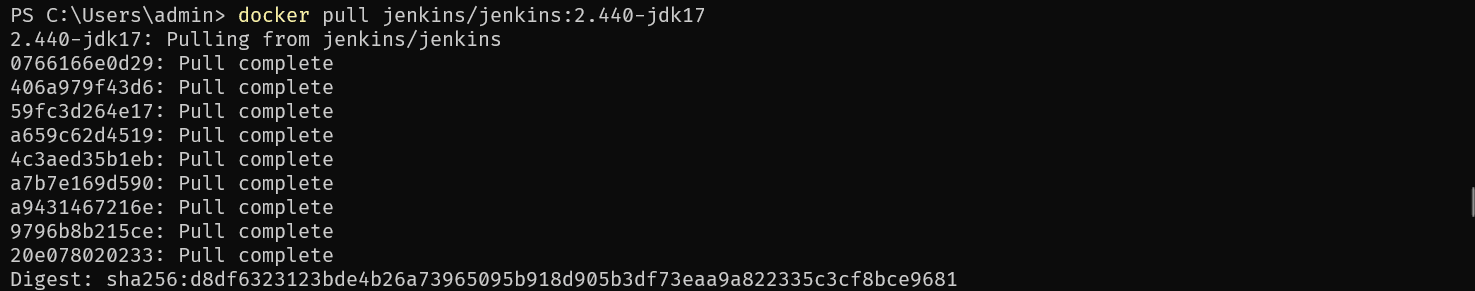 PS C:\Users\admin> docker pull jenkins/jenkins:2.440-jdk17
2.440-jdk17: Pulling from jenkins/jenkins
0766166e0d29: Pull complete
406a979f43d6: Pull complete
59fc3d264e17: Pull complete
a659c62d4519: Pull complete
4c3aed35b1eb: Pull complete
a7b7e169d590: Pull complete
a9431467216e: Pull complete
9796b8b215ce: Pull complete
20e078020233: Pull complete
Digest: sha256:d8df6323123bde4b26a73965095b918d905b3df73eaa9a822335c3cf8bce9681